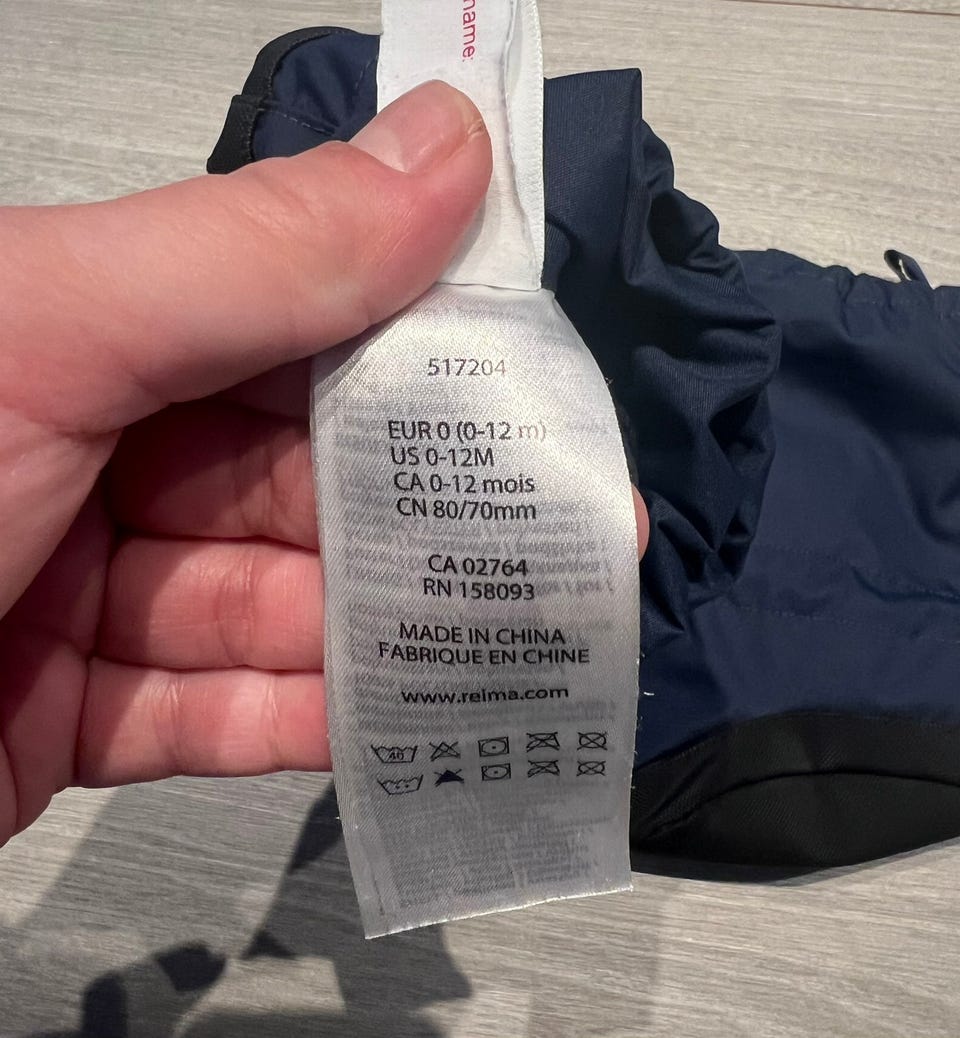 name:
517204
EUR 0 (0-12 m)
US 0-12M
CA 0-12 mois
CN 80/70mm
CA 02764
RN 158093
MADE IN CHINA
FABRIQUE EN CHINE
www.reima.com
40